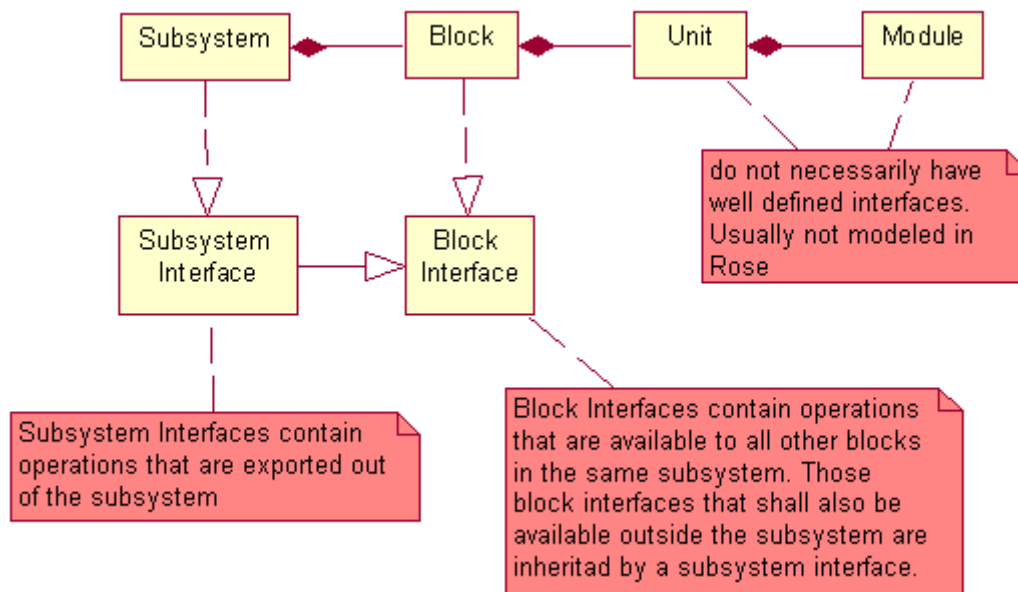 Subsystem
Block
Unit
Module
do not necessarily have
well defined interfaces.
Usually not modeled in
Rose
Subsystem
Interface
Block
Interface
Subsystem Interfaces contain
operations that are exported out
of the subsystem
Block Interfaces contain operations
that are available to all other blocks
in the same subsystem. Those
block interfaces that shall also be
available outside the subsystem are
inheritad by a subsystem interface.